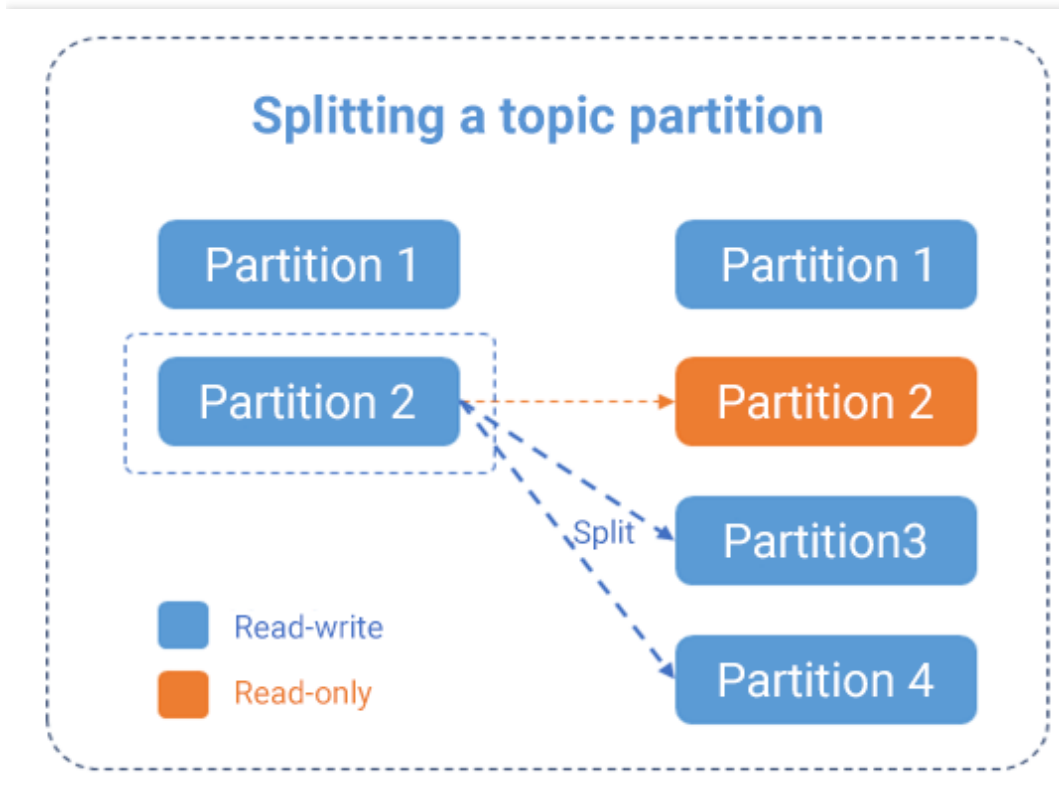 Splitting a topic partition
Partition 1
Partition 1
Partition 2
Partition 2
Split
Partition3
Partition 4
Read-write
Read-only